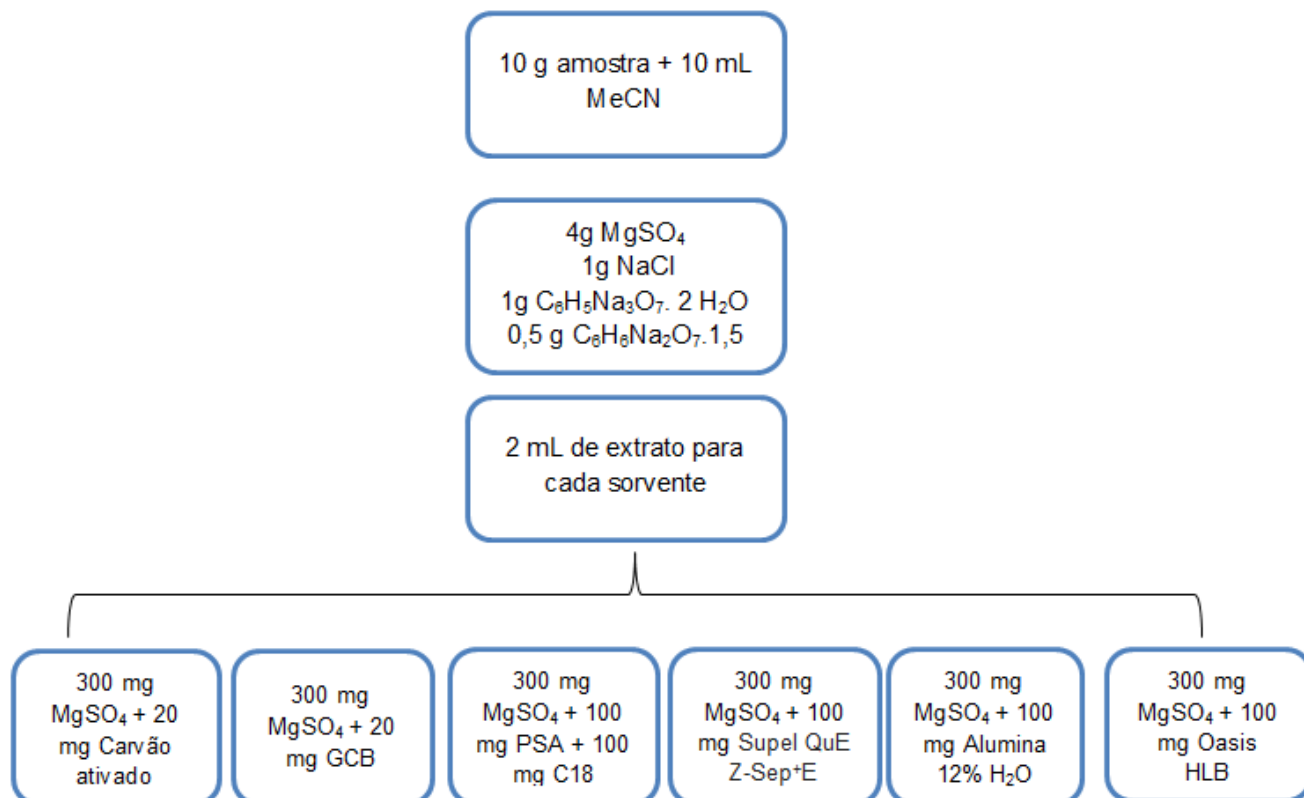 10 g amostra + 10 mL
MeCN
4g MgSO₄
1g NaCl
1g C₆H₅Na₃O₇. 2 H₂O
0,5 g C₆H₆Na₂O₇.1,5
2 mL de extrato para
cada sorvente
300 mg
MgSO₄ + 20
mg Carvão
ativado
300 mg
MgSO₄ + 20
mg GCB
300 mg
MgSO₄ + 100
mg PSA + 100
mg C18
300 mg
MgSO₄ + 100
mg Supel QuE
Z-Sep⁺E
300 mg
MgSO₄ + 100
mg Alumina
12% H₂O
300 mg
MgSO₄ + 100
mg Oasis
HLB